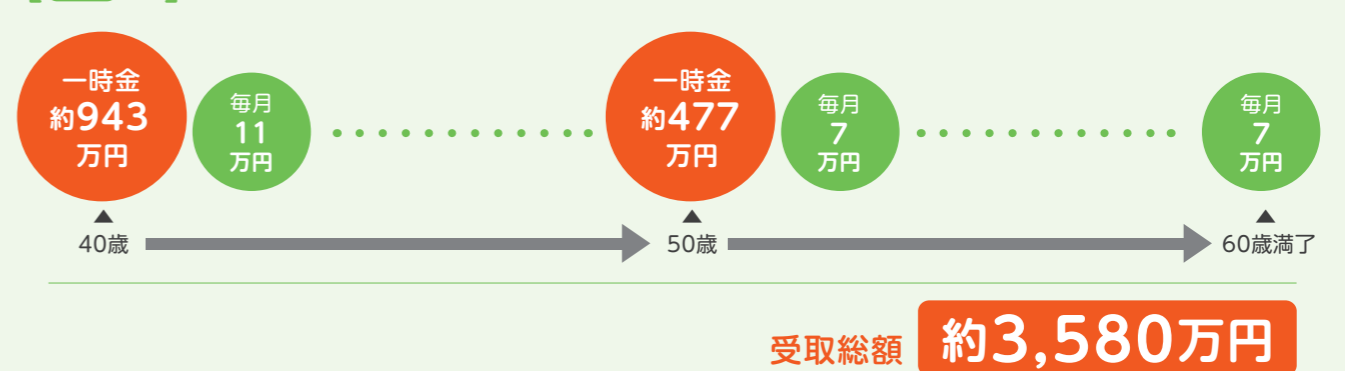 一時金
約943
万円
毎月
11
万円
一時金
約477
万円
毎月
7
万円
毎月
7
万円
▲
▲
▲
40歳
50歳
60歳満了
受取総額 約3,580万円